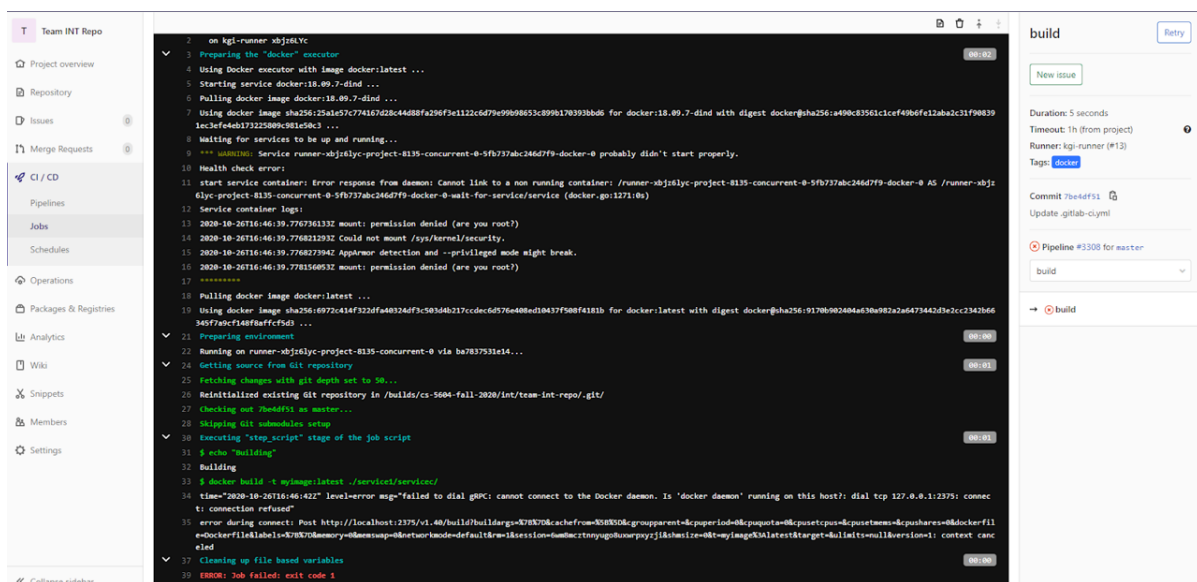 T Team INT Repo
Project overview
Repository
Issues 0
Merge Requests 0
CI / CD
Pipelines
Jobs
Schedules
Operations
Packages & Registries
Analytics
Wiki
Snippets
Members
Settings
Collapse sidebar
2 on kgi-runner xbjz6LYc
3 Preparing the "docker" executor 00:02
4 Using Docker executor with image docker:latest ...
5 Starting service docker:18.09.7-dind ...
6 Pulling docker image docker:18.09.7-dind ...
7 Using docker image sha256:25a1e57c774167d28c44d88fa296f3e1122c6d79e99b98653c899b170393bbd6 for docker:18.09.7-dind with digest docker@sha256:a490c83561c1cef49b6fe12aba2c31f90839
1ec3efe4eb173225809c981e50c3 ...
8 Waiting for services to be up and running...
9 *** WARNING: Service runner-xbjz6lyc-project-8135-concurrent-0-5fb737abc246d7f9-docker-0 probably didn't start properly.
10 Health check error:
11 start service container: Error response from daemon: Cannot link to a non running container: /runner-xbjz6lyc-project-8135-concurrent-0-5fb737abc246d7f9-docker-0 AS /runner-xbjz
6lyc-project-8135-concurrent-0-5fb737abc246d7f9-docker-0-wait-for-service/service (docker.go:1271:0s)
12 Service container logs:
13 2020-10-26T16:46:39.776736133Z mount: permission denied (are you root?)
14 2020-10-26T16:46:39.776821293Z Could not mount /sys/kernel/security.
15 2020-10-26T16:46:39.776827394Z AppArmor detection and --privileged mode might break.
16 2020-10-26T16:46:39.778156053Z mount: permission denied (are you root?)
17 *********
18 Pulling docker image docker:latest ...
19 Using docker image sha256:6972c414f322dfa40324df3c503d4b217ccdec6d576e408ed10437f508f4181b for docker:latest with digest docker@sha256:9170b902404a630a982a2a6473442d3e2cc2342b66
345f7a9cf148f8affcf5d3 ...
21 Preparing environment 00:00
22 Running on runner-xbjz6lyc-project-8135-concurrent-0 via ba7837531e14...
24 Getting source from Git repository 00:01
25 Fetching changes with git depth set to 50...
26 Reinitialized existing Git repository in /builds/cs-5604-fall-2020/int/team-int-repo/.git/
27 Checking out 7be4df51 as master...
28 Skipping Git submodules setup
30 Executing "step_script" stage of the job script 00:01
31 $ echo "Building"
32 Building
33 $ docker build -t myimage:latest ./service1/servicec/
34 time="2020-10-26T16:46:42Z" level=error msg="failed to dial gRPC: cannot connect to the Docker daemon. Is 'docker daemon' running on this host?: dial tcp 127.0.0.1:2375: connec
t: connection refused"
35 error during connect: Post http://localhost:2375/v1.40/build?buildargs=%7B%7D&cachefrom=%5B%5D&cgroupparent=&cpuperiod=0&cpuquota=0&cpusetcpus=&cpusetmems=&cpushares=0&dockerfil
e=Dockerfile&labels=%7B%7D&memory=0&memswap=0&networkmode=default&rm=1&session=6wm8mcztnnyugo8uxwrpxyzji&shmsize=0&t=myimage%3Alatest&target=&ulimits=null&version=1: context canc
eled
37 Cleaning up file based variables 00:00
39 ERROR: Job failed: exit code 1
build Retry
New issue
Duration: 5 seconds
Timeout: 1h (from project)
Runner: kgi-runner (#13)
Tags: docker
Commit 7be4df51
Update .gitlab-ci.yml
Pipeline #3308 for master
build
→ build